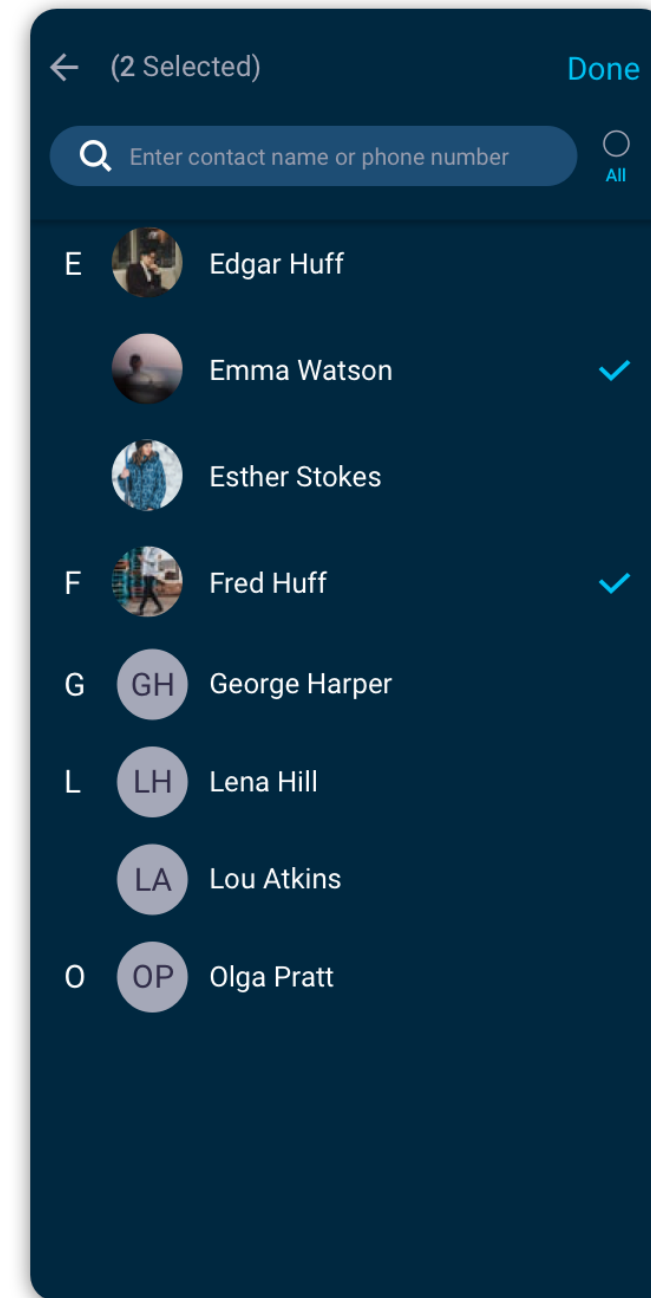 (2 Selected) Done
Enter contact name or phone number
All
E Edgar Huff
Emma Watson
Esther Stokes
F Fred Huff
G GH George Harper
L LH Lena Hill
LA Lou Atkins
O OP Olga Pratt